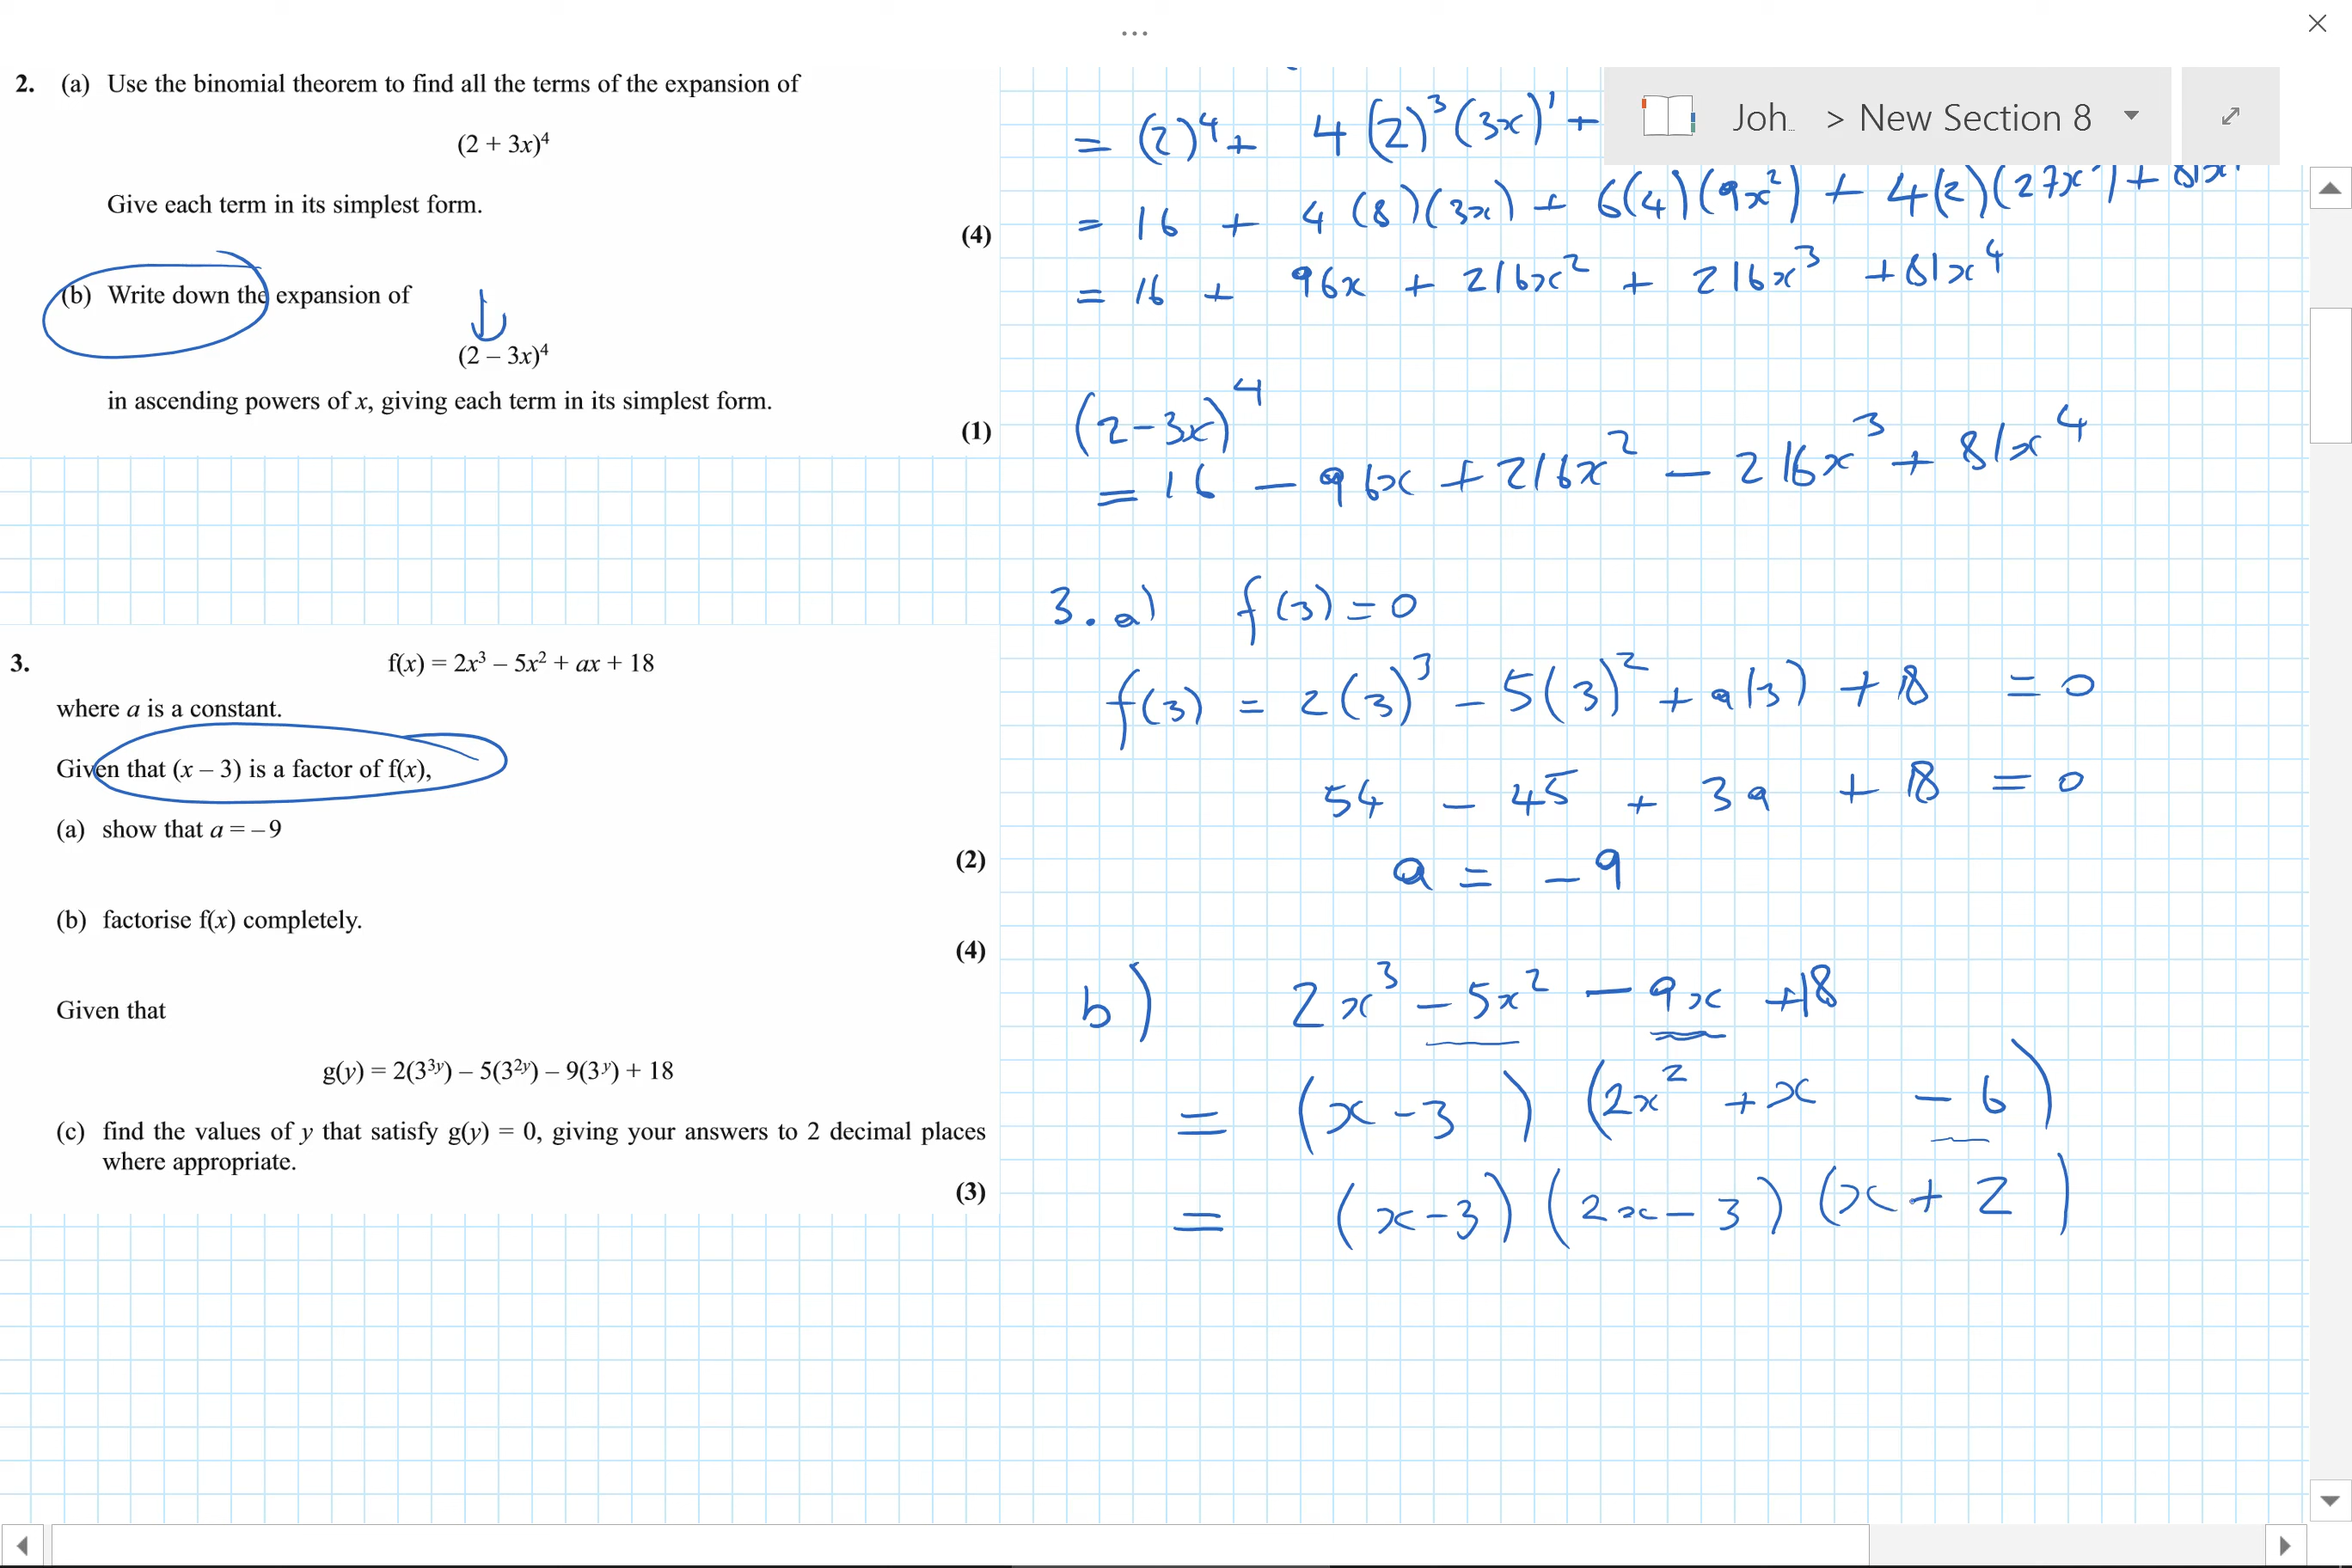 Joh... > New Section 8
2. (a) Use the binomial theorem to find all the terms of the expansion of
(2 + 3x)⁴
Give each term in its simplest form.
(4)
(b) Write down the expansion of
(2 – 3x)⁴
in ascending powers of x, giving each term in its simplest form.
(1)
3. f(x) = 2x³ – 5x² + ax + 18
where a is a constant.
Given that (x – 3) is a factor of f(x),
(a) show that a = –9
(2)
(b) factorise f(x) completely.
(4)
Given that
g(y) = 2(3³ʸ) – 5(3²ʸ) – 9(3ʸ) + 18
(c) find the values of y that satisfy g(y) = 0, giving your answers to 2 decimal places
where appropriate.
(3)
= (2)⁴ + 4(2)³(3x)¹ +
= 16 + 4(8)(3x) + 6(4)(9x²) + 4(2)(27x³) + 81x⁴
= 16 + 96x + 216x² + 216x³ + 81x⁴
(2 – 3x)⁴
= 16 – 96x + 216x² – 216x³ + 81x⁴
3. a) f(3) = 0
f(3) = 2(3)³ – 5(3)² + a(3) + 18 = 0
54 – 45 + 3a + 18 = 0
a = – 9
b) 2x³ – 5x² – 9x + 18
= (x – 3)(2x² + x – 6)
= (x – 3)(2x – 3)(x + 2)